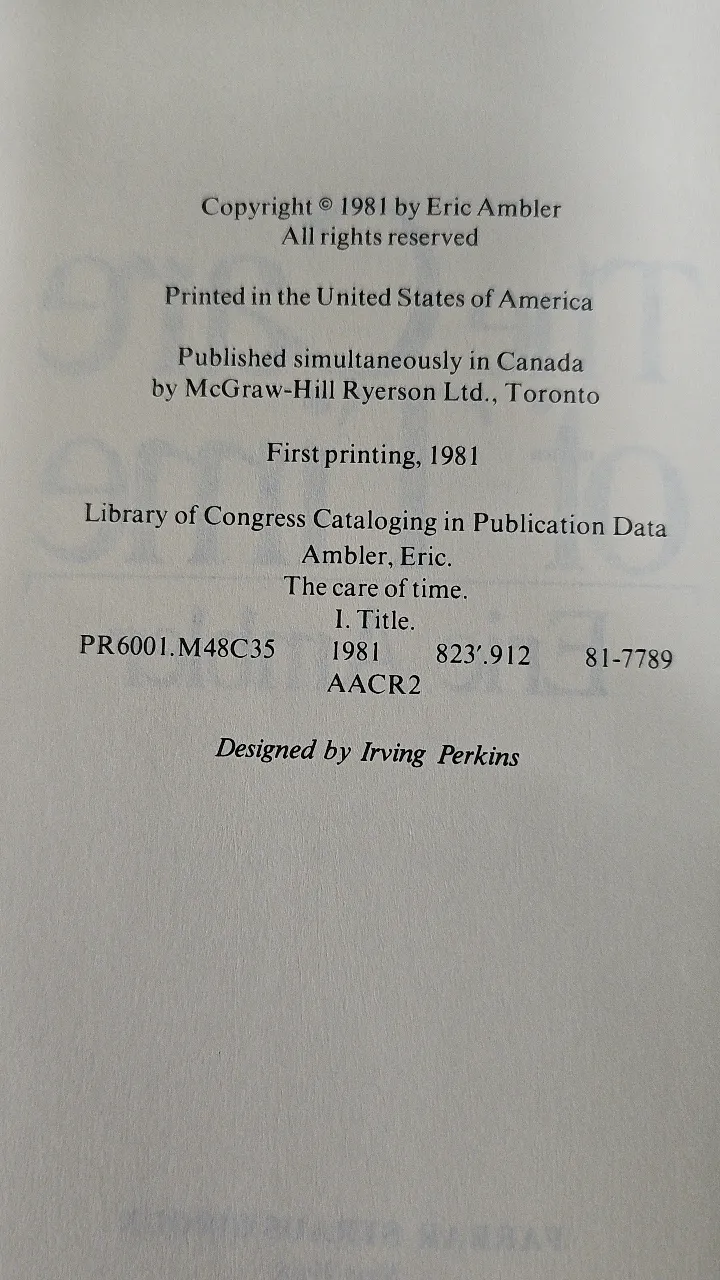 Copyright © 1981 by Eric Ambler
All rights reserved
Printed in the United States of America
Published simultaneously in Canada
by McGraw-Hill Ryerson Ltd., Toronto
First printing, 1981
Library of Congress Cataloging in Publication Data
Ambler, Eric.
The care of time.
I. Title.
PR6001.M48C35 1981 823′.912 81-7789
AACR2
Designed by Irving Perkins